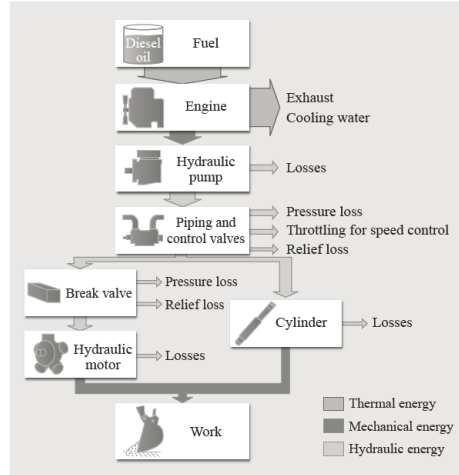 Diesel
oil
Fuel
Engine
Exhaust
Cooling water
Hydraulic
pump
Losses
Piping and
control valves
Pressure loss
Throttling for speed control
Relief loss
Break valve
Pressure loss
Relief loss
Cylinder
Losses
Hydraulic
motor
Losses
Work
Thermal energy
Mechanical energy
Hydraulic energy